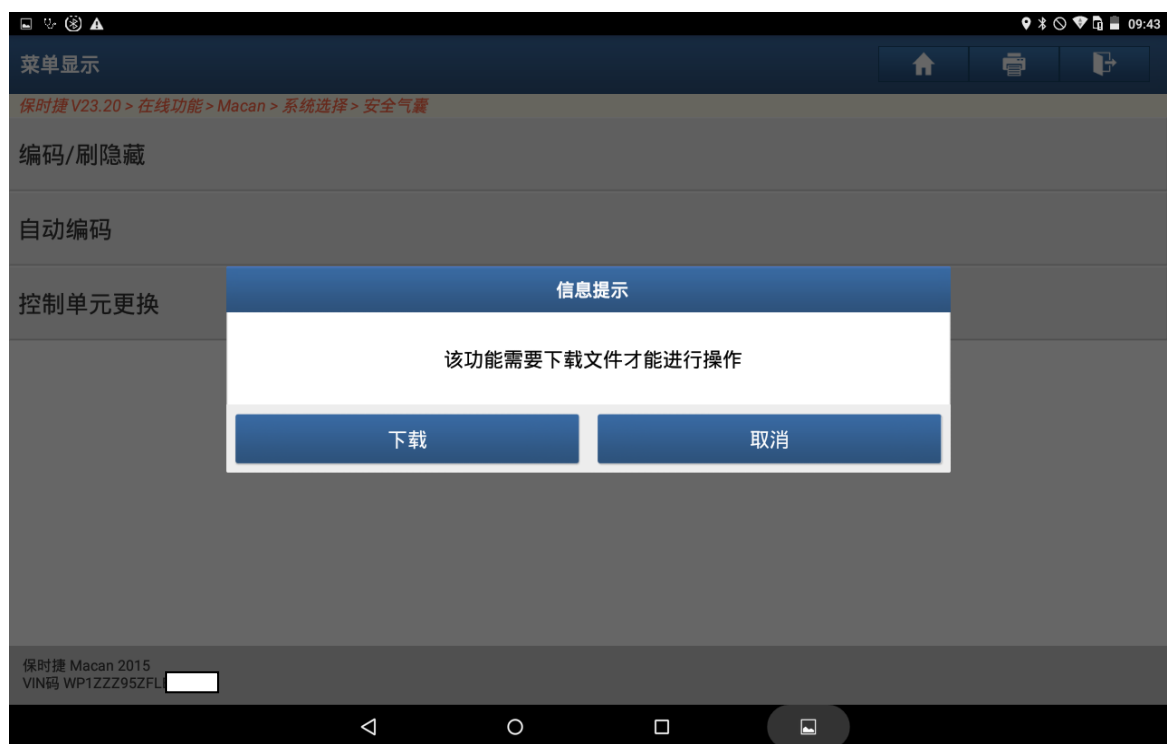 09:43
菜单显示
保时捷 V23.20 > 在线功能 > Macan > 系统选择 > 安全气囊
编码/刷隐藏
自动编码
控制单元更换
信息提示
该功能需要下载文件才能进行操作
下载 取消
保时捷 Macan 2015
VIN码 WP1ZZZ95ZFL